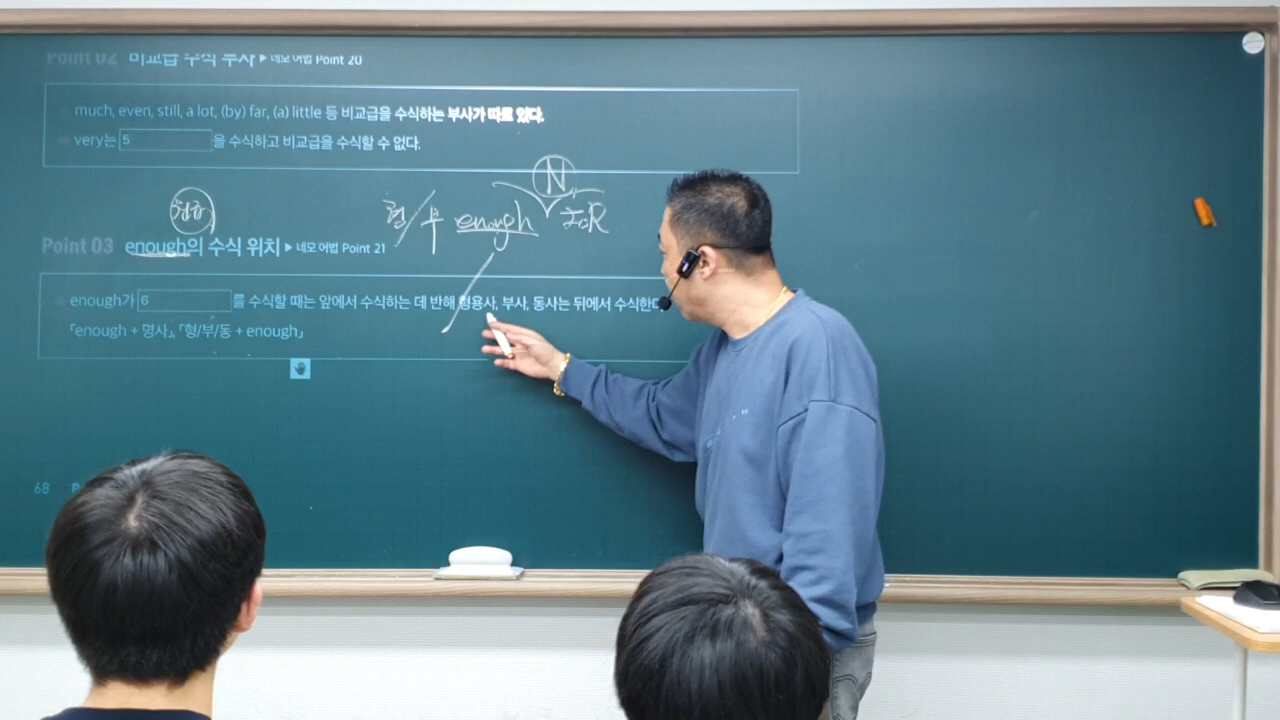 Point 02 비교급 수식 부사 ▶ 네모 어법 Point 20
much, even, still, a lot, (by) far, (a) little 등 비교급을 수식하는 부사가 따로 있다.
very는 5 을 수식하고 비교급을 수식할 수 없다.
N
형/부 enough for
Point 03 enough의 수식 위치 ▶ 네모 어법 Point 21
enough가 6 를 수식할 때는 앞에서 수식하는 데 반해 형용사, 부사, 동사는 뒤에서 수식한다
「enough + 명사」, 「형/부/동 + enough」
68